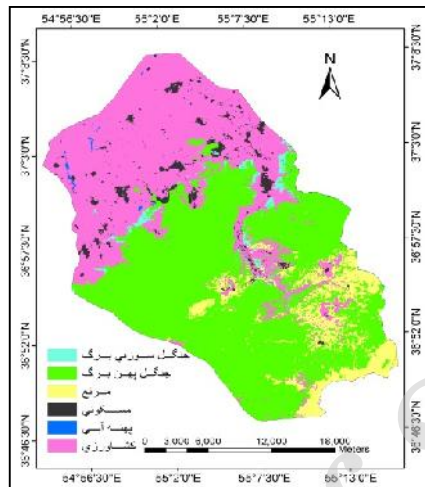 54°56'30"E 55°2'0"E 55°7'30"E 55°13'0"E
37°8'30"N
37°3'0"N
36°57'30"N
36°52'0"N
N
جنگل سوزنی برگ
جنگل پهن برگ
مرتع
مسکونی
پهنه آبی
کشاورزی
0 3,000 6,000 12,000 18,000
Meters
54°56'30"E 55°2'0"E 55°7'30"E 55°13'0"E